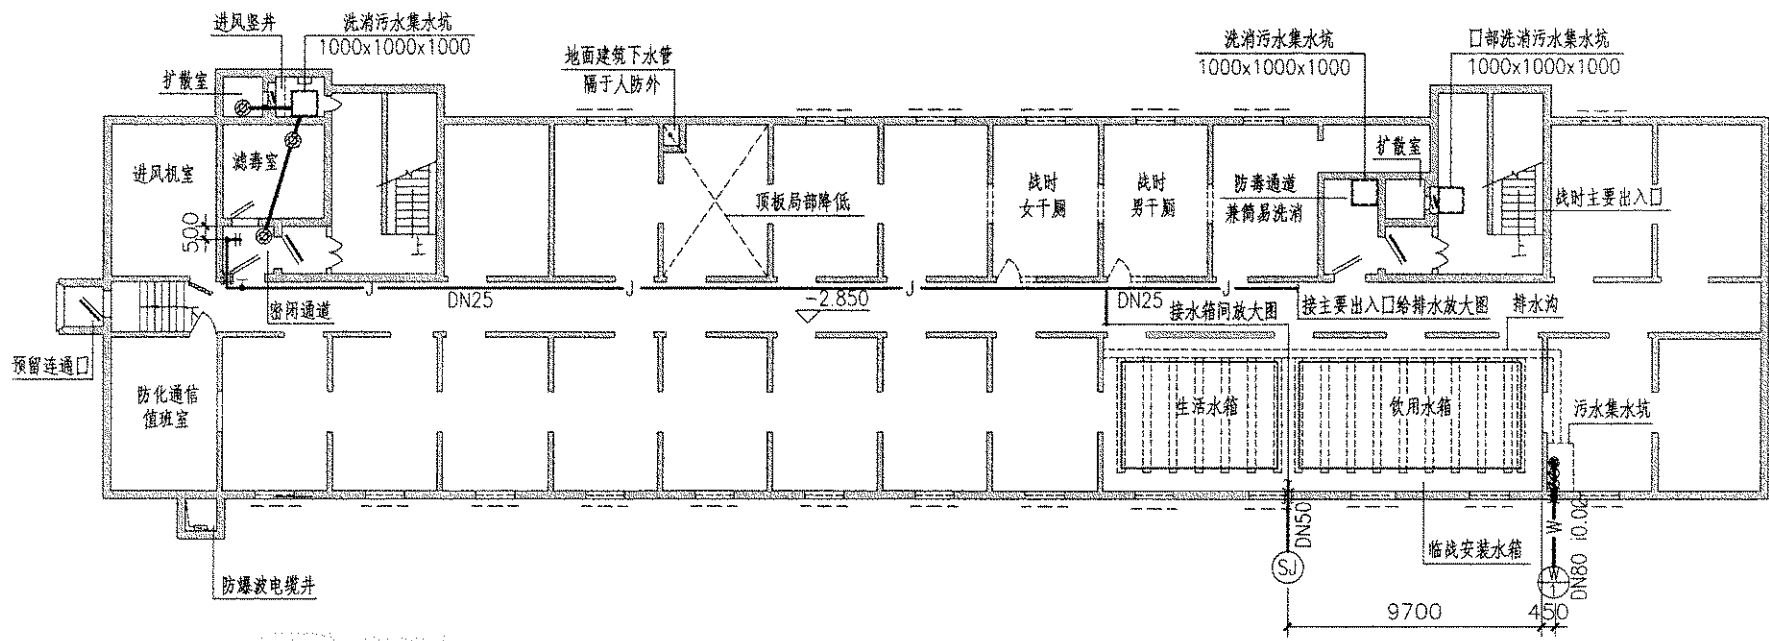 进风竖井
洗消污水集水坑
1000x1000x1000
扩散室
地面建筑下水管
隔于人防外
洗消污水集水坑
1000x1000x1000
口部洗消污水集水坑
1000x1000x1000
进风机室
滤毒室
500
顶板局部降低
战时
女干厕
战时
男干厕
防毒通道
兼简易洗消
扩散室
战时主要出入口
密闭通道
J
DN25
J
-2.850
J
DN25
J
接水箱间放大图
接主要出入口给排水放大图
排水沟
预留连通口
防化通信
值班室
生活水箱
饮用水箱
污水集水坑
防爆波电缆井
DN50
SJ
临战安装水箱
W
DN80 i0.00
W
9700
450